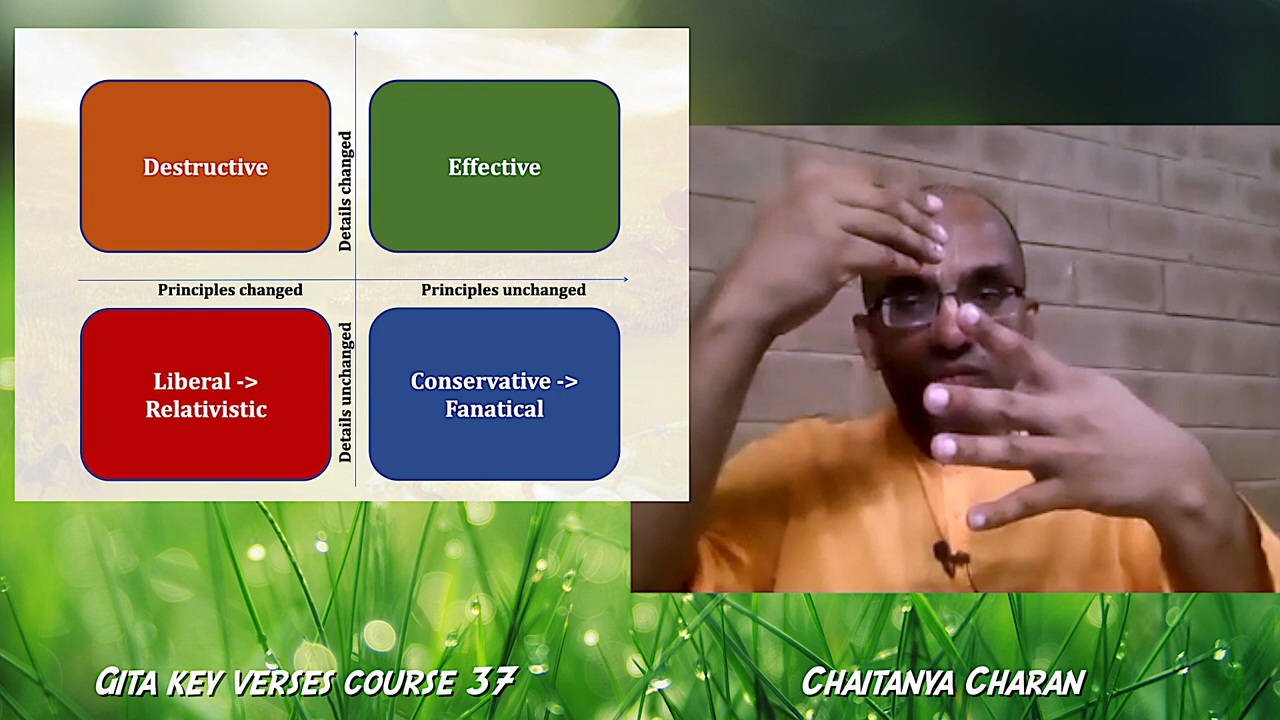 Destructive
Effective
Details changed
Principles changed
Principles unchanged
Details unchanged
Liberal ->
Relativistic
Conservative ->
Fanatical
GITA KEY VERSES COURSE 37
CHAITANYA CHARAN